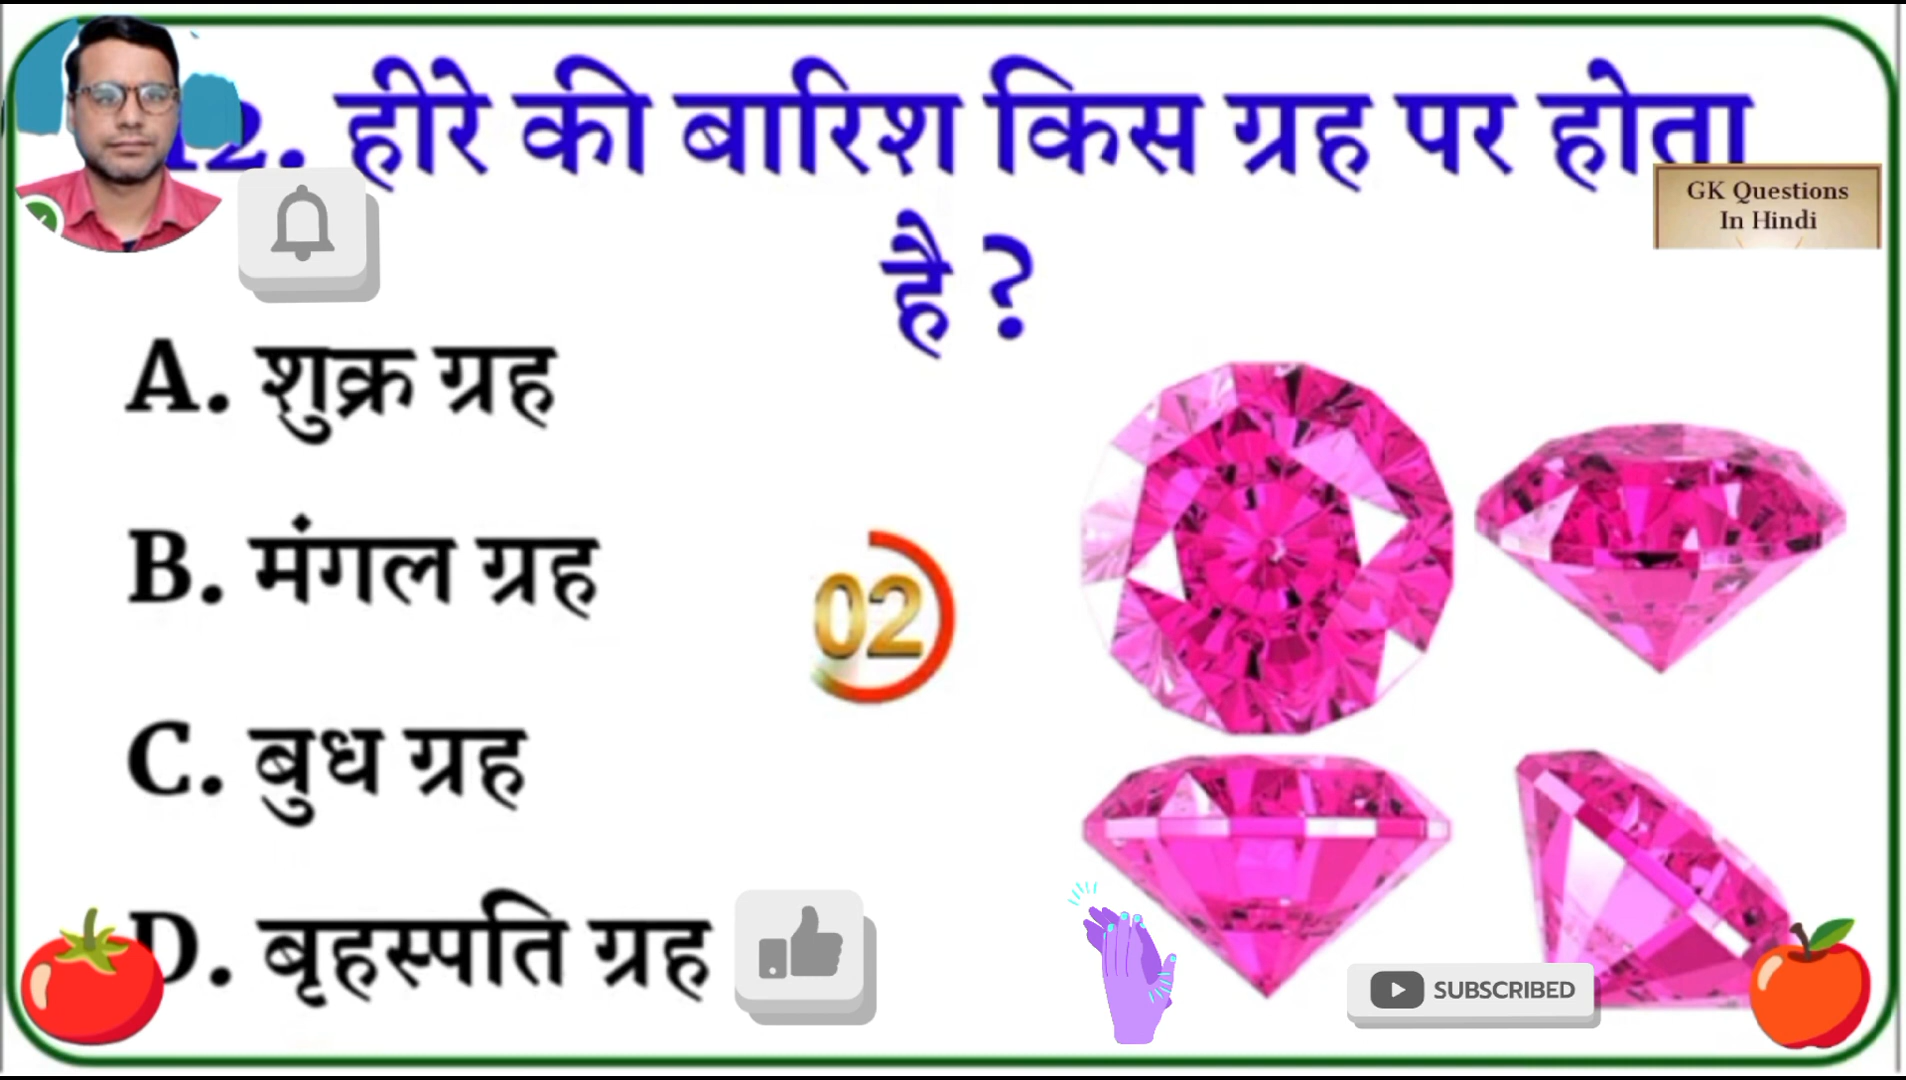 12. हीरे की बारिश किस ग्रह पर होता
GK Questions
In Hindi
है ?
A. शुक्र ग्रह
B. मंगल ग्रह
02
C. बुध ग्रह
D. बृहस्पति ग्रह
SUBSCRIBED